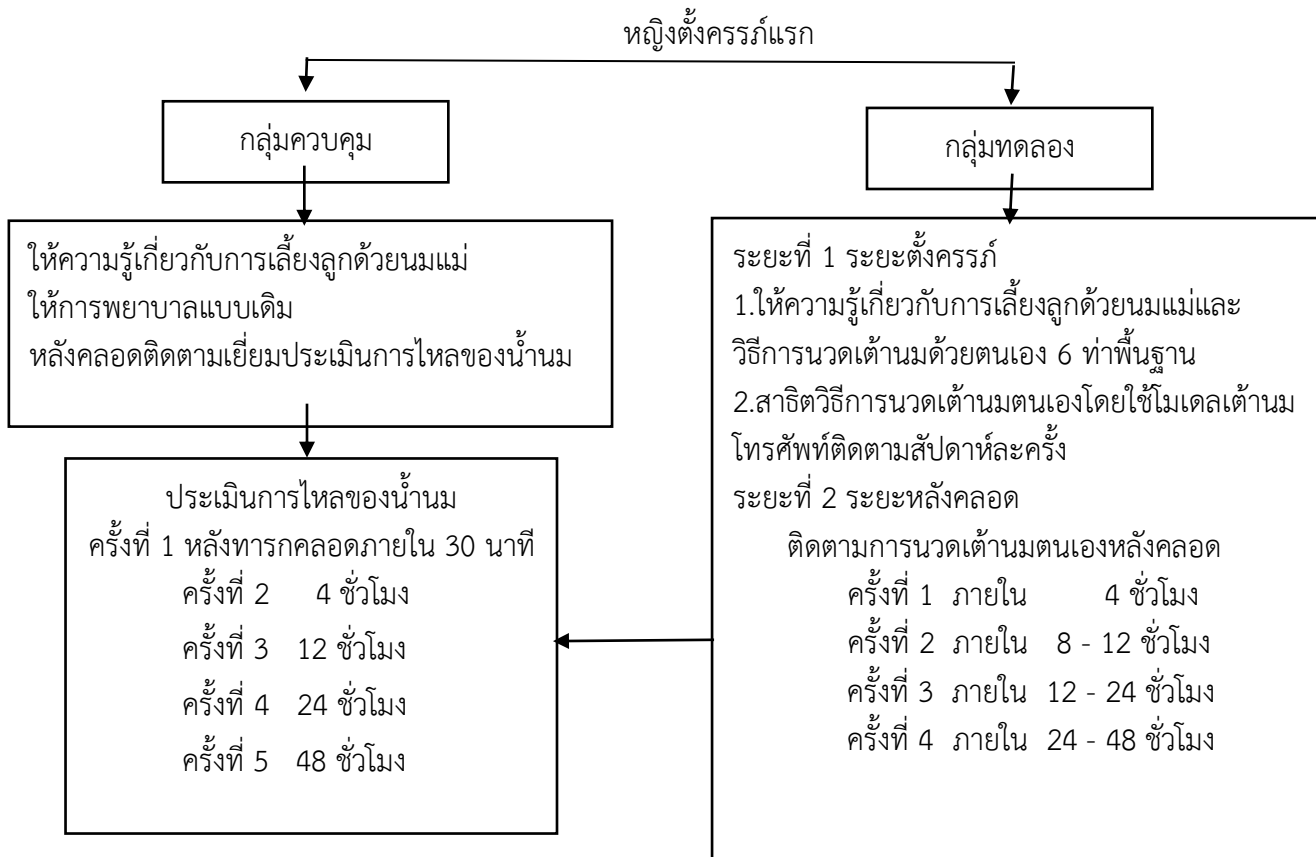 หญิงตั้งครรภ์แรก
กลุ่มควบคุม
กลุ่มทดลอง
ให้ความรู้เกี่ยวกับการเลี้ยงลูกด้วยนมแม่
ให้การพยาบาลแบบเดิม
หลังคลอดติดตามเยี่ยมประเมินการไหลของน้ำนม
ประเมินการไหลของน้ำนม
ครั้งที่ 1 หลังทารกคลอดภายใน 30 นาที
ครั้งที่ 2 4 ชั่วโมง
ครั้งที่ 3 12 ชั่วโมง
ครั้งที่ 4 24 ชั่วโมง
ครั้งที่ 5 48 ชั่วโมง
ระยะที่ 1 ระยะตั้งครรภ์
1.ให้ความรู้เกี่ยวกับการเลี้ยงลูกด้วยนมแม่และ
วิธีการนวดเต้านมด้วยตนเอง 6 ท่าพื้นฐาน
2.สาธิตวิธีการนวดเต้านมตนเองโดยใช้โมเดลเต้านม
โทรศัพท์ติดตามสัปดาห์ละครั้ง
ระยะที่ 2 ระยะหลังคลอด
ติดตามการนวดเต้านมตนเองหลังคลอด
ครั้งที่ 1 ภายใน 4 ชั่วโมง
ครั้งที่ 2 ภายใน 8 - 12 ชั่วโมง
ครั้งที่ 3 ภายใน 12 - 24 ชั่วโมง
ครั้งที่ 4 ภายใน 24 - 48 ชั่วโมง